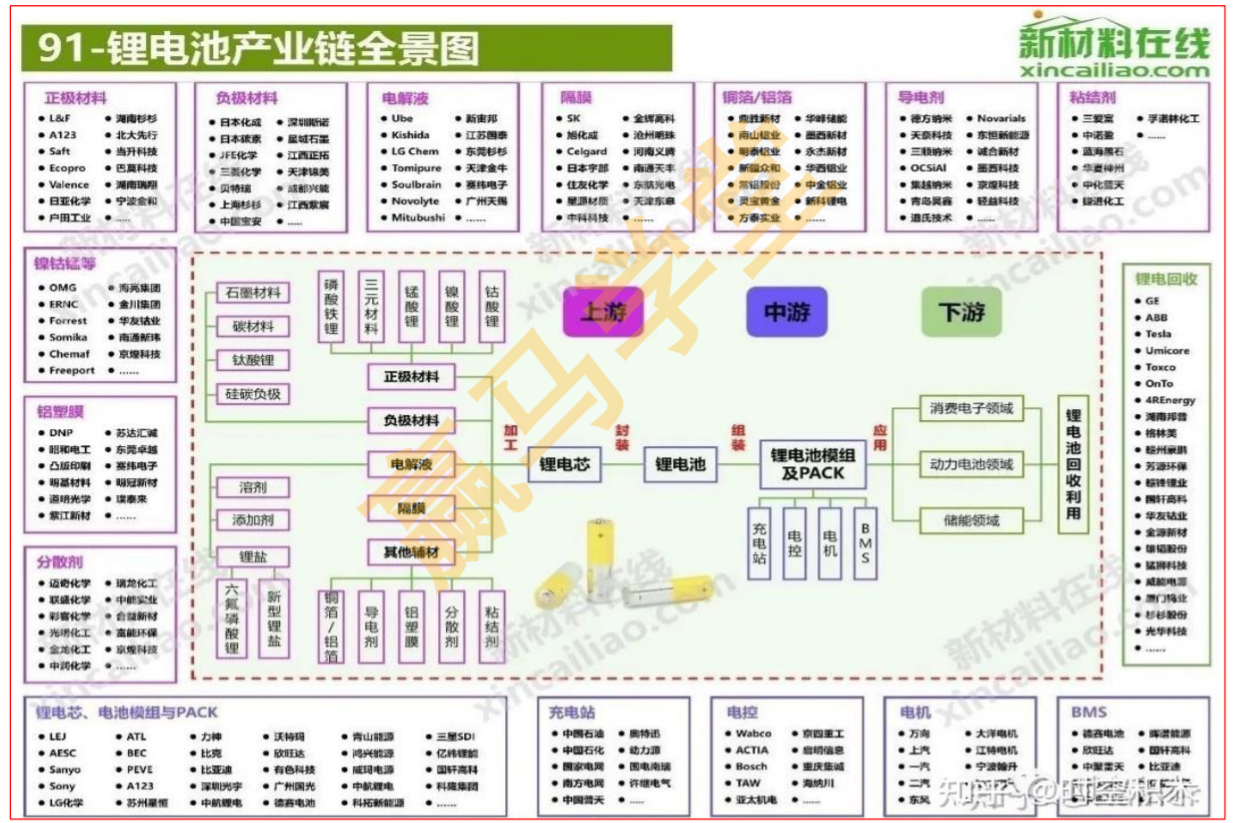 91-锂电池产业链全景图
新材料在线
xincailiao.com
正极材料
● L&F ● 湖南杉杉
● A123 ● 北大先行
● Saft ● 当升科技
● Ecopro ● 巴莫科技
● Valence ● 湖南瑞翔
● 日亚化学 ● 宁波金和
● 户田工业 ● ......
负极材料
● 日本化成 ● 深圳斯诺
● 日本碳素 ● 星城石墨
● JFE化学 ● 江西正拓
● 三菱化学 ● 天津锦美
● 贝特瑞 ● 成都兴能
● 上海杉杉 ● 江西紫宸
● 中国宝安 ● ......
电解液
● Ube ● 新宙邦
● Kishida ● 江苏国泰
● LG Chem ● 东莞杉杉
● Tomipure ● 天津金牛
● Soulbrain ● 赛纬电子
● Novolyte ● 广州天赐
● Mitubushi ● ......
隔膜
● SK ● 金辉高科
● 旭化成 ● 沧州明珠
● Celgard ● 河南义腾
● 日本宇部 ● 南通天丰
● 住友化学 ● 东航光电
● 星源材质 ● 天津东皋
● 中科科技 ● ......
铜箔/铝箔
● 鼎胜新材 ● 华峰储能
● 南山铝业 ● 墨西新材
● 明泰铝业 ● 永杰新材
● 新疆众和 ● 华西铝业
● 常铝股份 ● 中金铝业
● 灵宝黄金 ● 新科锂电
● 万泰实业 ● ......
导电剂
● 德方纳米 ● Novarials
● 天奈科技 ● 东恒新能源
● 三顺纳米 ● 诚合新材
● OCSiAl ● 墨西科技
● 集越纳米 ● 京煌科技
● 青岛昊鑫 ● 轻益科技
● 道氏技术 ● ......
粘结剂
● 三爱富 ● 孚诺林化工
● 中诺盈 ● ......
● 蓝海黑石
● 华夏神州
● 中化蓝天
● 骏进化工
镍钴锰等
● OMG ● 海亮集团
● ERNC ● 金川集团
● Forrest ● 华友钴业
● Somika ● 南通新玮
● Chemaf ● 京煌科技
● Freeport ● ......
铝塑膜
● DNP ● 苏达汇诚
● 昭和电工 ● 东莞卓越
● 凸版印刷 ● 赛纬电子
● 明基材料 ● 明冠新材
● 道明光学 ● 璞泰来
● 紫江新材 ● ......
分散剂
● 迈奇化学 ● 瑞龙化工
● 联盛化学 ● 中能实业
● 彩客化学 ● 合益新材
● 光明化工 ● 富能环保
● 金龙化工 ● 京煌科技
● 中润化学 ● ......
上游
中游
下游
石墨材料
碳材料
钛酸锂
硅碳负极
磷酸铁锂
三元材料
锰酸锂
镍酸锂
钴酸锂
正极材料
负极材料
电解液
隔膜
其他辅材
溶剂
添加剂
锂盐
六氟磷酸锂
新型锂盐
铜箔/铝箔
导电剂
铝塑膜
分散剂
粘结剂
加工
锂电芯
封装
锂电池
组装
锂电池模组
及PACK
应用
充电站
电控
电机
BMS
消费电子领域
动力电池领域
储能领域
锂电池回收利用
锂电回收
● GE
● ABB
● Tesla
● Umicore
● Toxco
● OnTo
● 4REnergy
● 湖南邦普
● 格林美
● 赣州豪鹏
● 芳源环保
● 赣锋锂业
● 国轩高科
● 华友钴业
● 金源新材
● 雄韬股份
● 猛狮科技
● 威能电源
● 厦门钨业
● 杉杉股份
● 光华科技
● ......
锂电芯、电池模组与PACK
● LEJ ● ATL ● 力神 ● 沃特玛 ● 青山能源 ● 三星SDI
● AESC ● BEC ● 比克 ● 欣旺达 ● 鸿兴能源 ● 亿纬锂能
● Sanyo ● PEVE ● 比亚迪 ● 有色科技 ● 威玛电源 ● 国轩高科
● Sony ● A123 ● 深圳光宇 ● 广州国光 ● 中航锂电 ● 科隆集团
● LG化学 ● 苏州星恒 ● 中航锂电 ● 德赛电池 ● 科拓新能源 ● ......
充电站
● 中国石油 ● 奥特迅
● 中国石化 ● 动力源
● 国家电网 ● 国电南瑞
● 南方电网 ● 许继电气
● 中国普天 ● ......
电控
● Wabco ● 京四重工
● ACTIA ● 启明信息
● Bosch ● 重庆集诚
● TAW ● 海纳川
● 亚太机电 ● ......
电机
● 万向 ● 大洋电机
● 上汽 ● 江特电机
● 一汽 ● 宁波韵升
● 二汽
● 东风
BMS
● 德赛电池 ● 晖谱能源
● 欣旺达 ● 国轩高科
● 中聚雷天 ● 比亚迪
知乎 @时空积木
赢马学堂
新材料在线
xincailiao.com